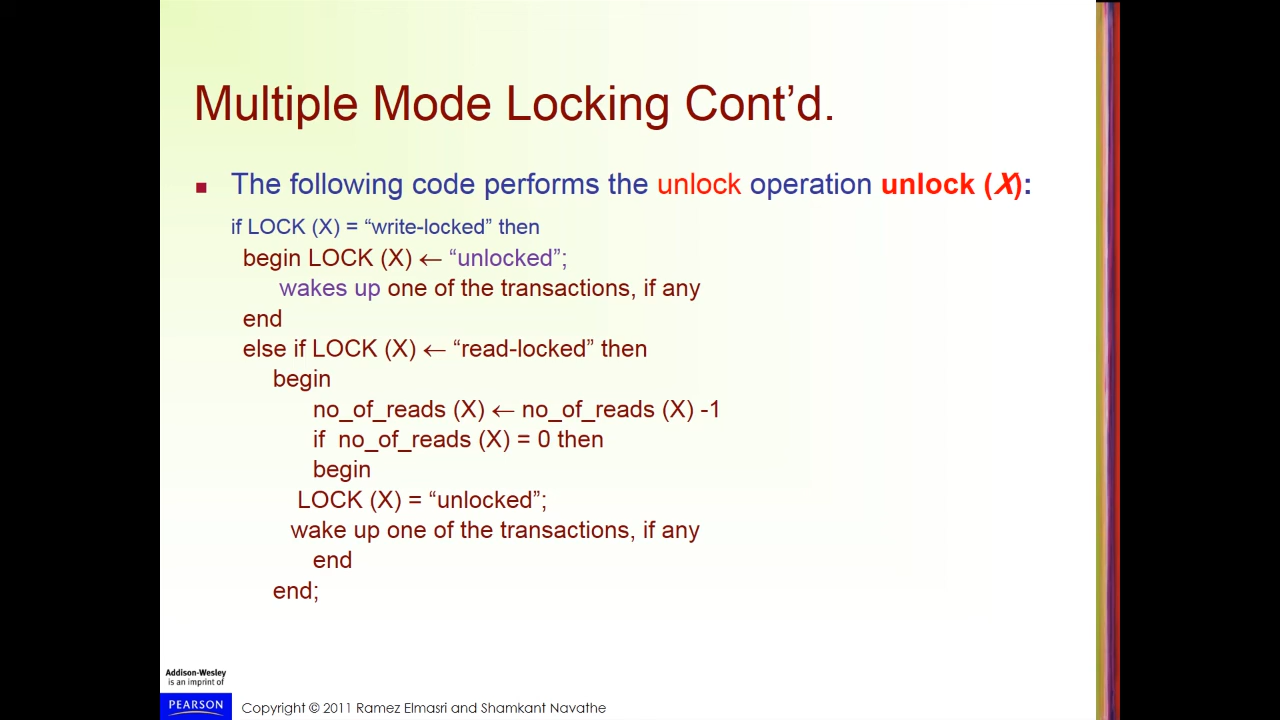 Multiple Mode Locking Cont’d.
■ The following code performs the unlock operation unlock (X):
if LOCK (X) = “write-locked” then
begin LOCK (X) ← “unlocked”;
wakes up one of the transactions, if any
end
else if LOCK (X) ← “read-locked” then
begin
no_of_reads (X) ← no_of_reads (X) -1
if no_of_reads (X) = 0 then
begin
LOCK (X) = “unlocked”;
wake up one of the transactions, if any
end
end;
Addison-Wesley
is an imprint of
PEARSON
Copyright © 2011 Ramez Elmasri and Shamkant Navathe